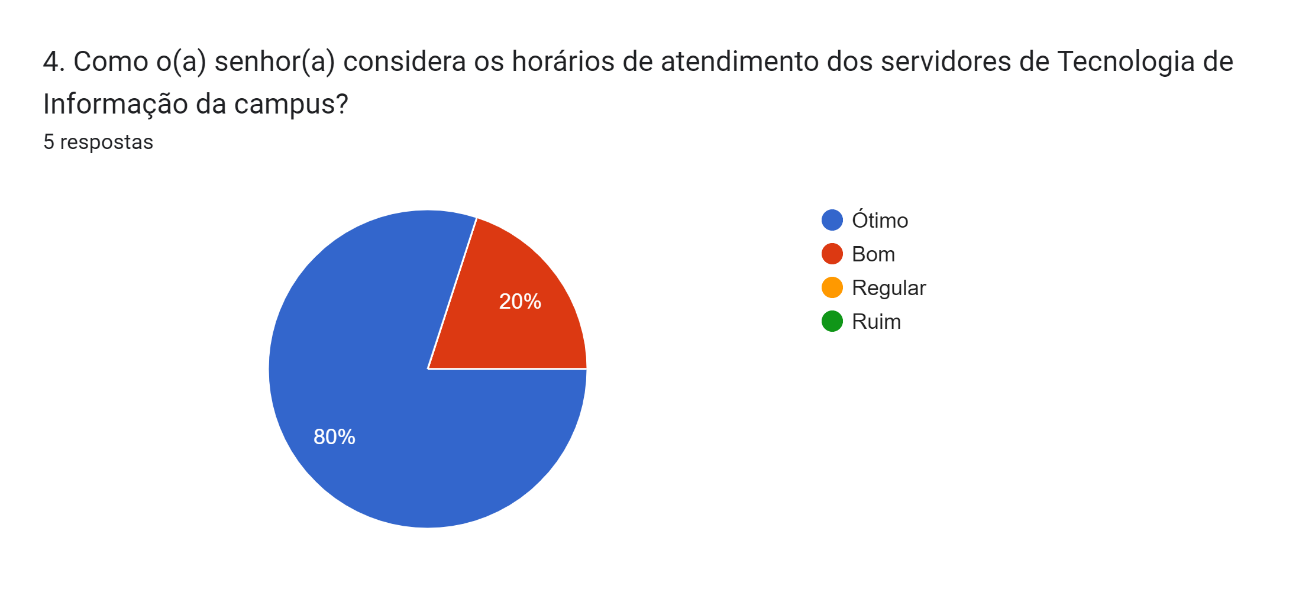 4. Como o(a) senhor(a) considera os horários de atendimento dos servidores de Tecnologia de
Informação da campus?
5 respostas
Ótimo
Bom
Regular
Ruim
20%
80%